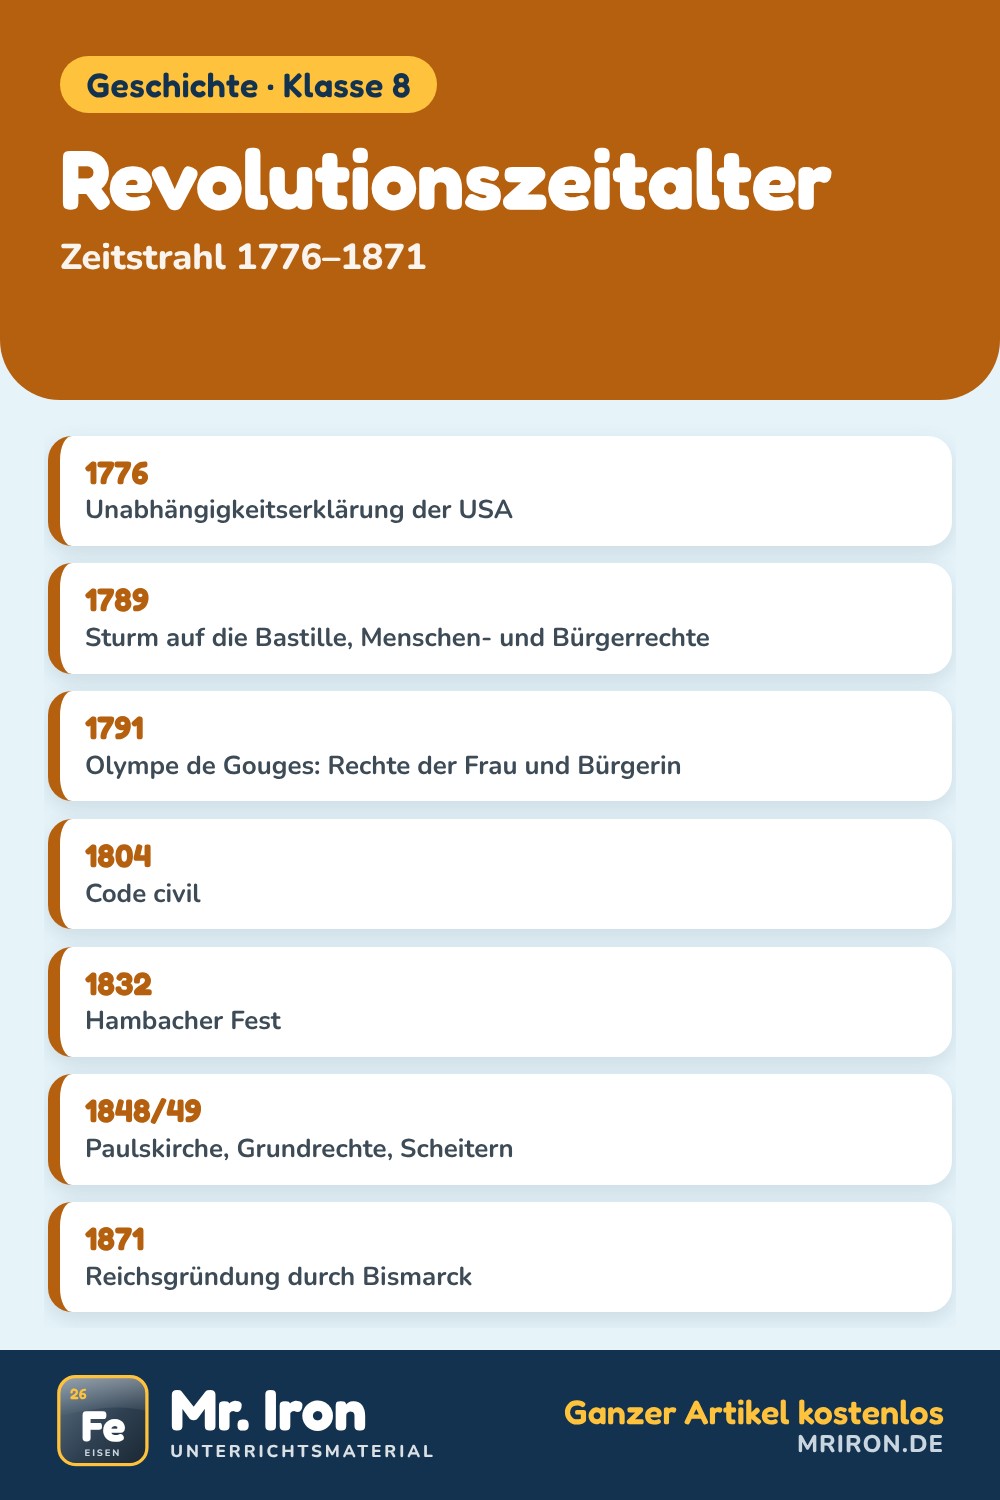 Geschichte · Klasse 8
Revolutionszeitalter
Zeitstrahl 1776–1871
1776
Unabhängigkeitserklärung der USA
1789
Sturm auf die Bastille, Menschen- und Bürgerrechte
1791
Olympe de Gouges: Rechte der Frau und Bürgerin
1804
Code civil
1832
Hambacher Fest
1848/49
Paulskirche, Grundrechte, Scheitern
1871
Reichsgründung durch Bismarck
26
Fe
EISEN
Mr. Iron
UNTERRICHTSMATERIAL
Ganzer Artikel kostenlos
MRIRON.DE